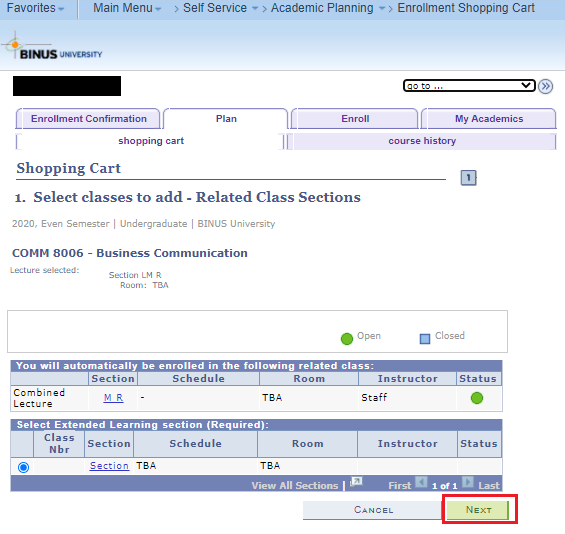 Favorites Main Menu > Self Service > Academic Planning > Enrollment Shopping Cart
BINUS UNIVERSITY
go to ...
Enrollment Confirmation Plan Enroll My Academics
shopping cart course history
Shopping Cart
1
1. Select classes to add - Related Class Sections
2020, Even Semester | Undergraduate | BINUS University
COMM 8006 - Business Communication
Lecture selected: Section LM R
Room: TBA
Open Closed
You will automatically be enrolled in the following related class:
Section Schedule Room Instructor Status
Combined Lecture M R - TBA Staff
Select Extended Learning section (Required):
Class Nbr Section Schedule Room Instructor Status
Section TBA TBA
View All Sections | First 1 of 1 Last
CANCEL NEXT